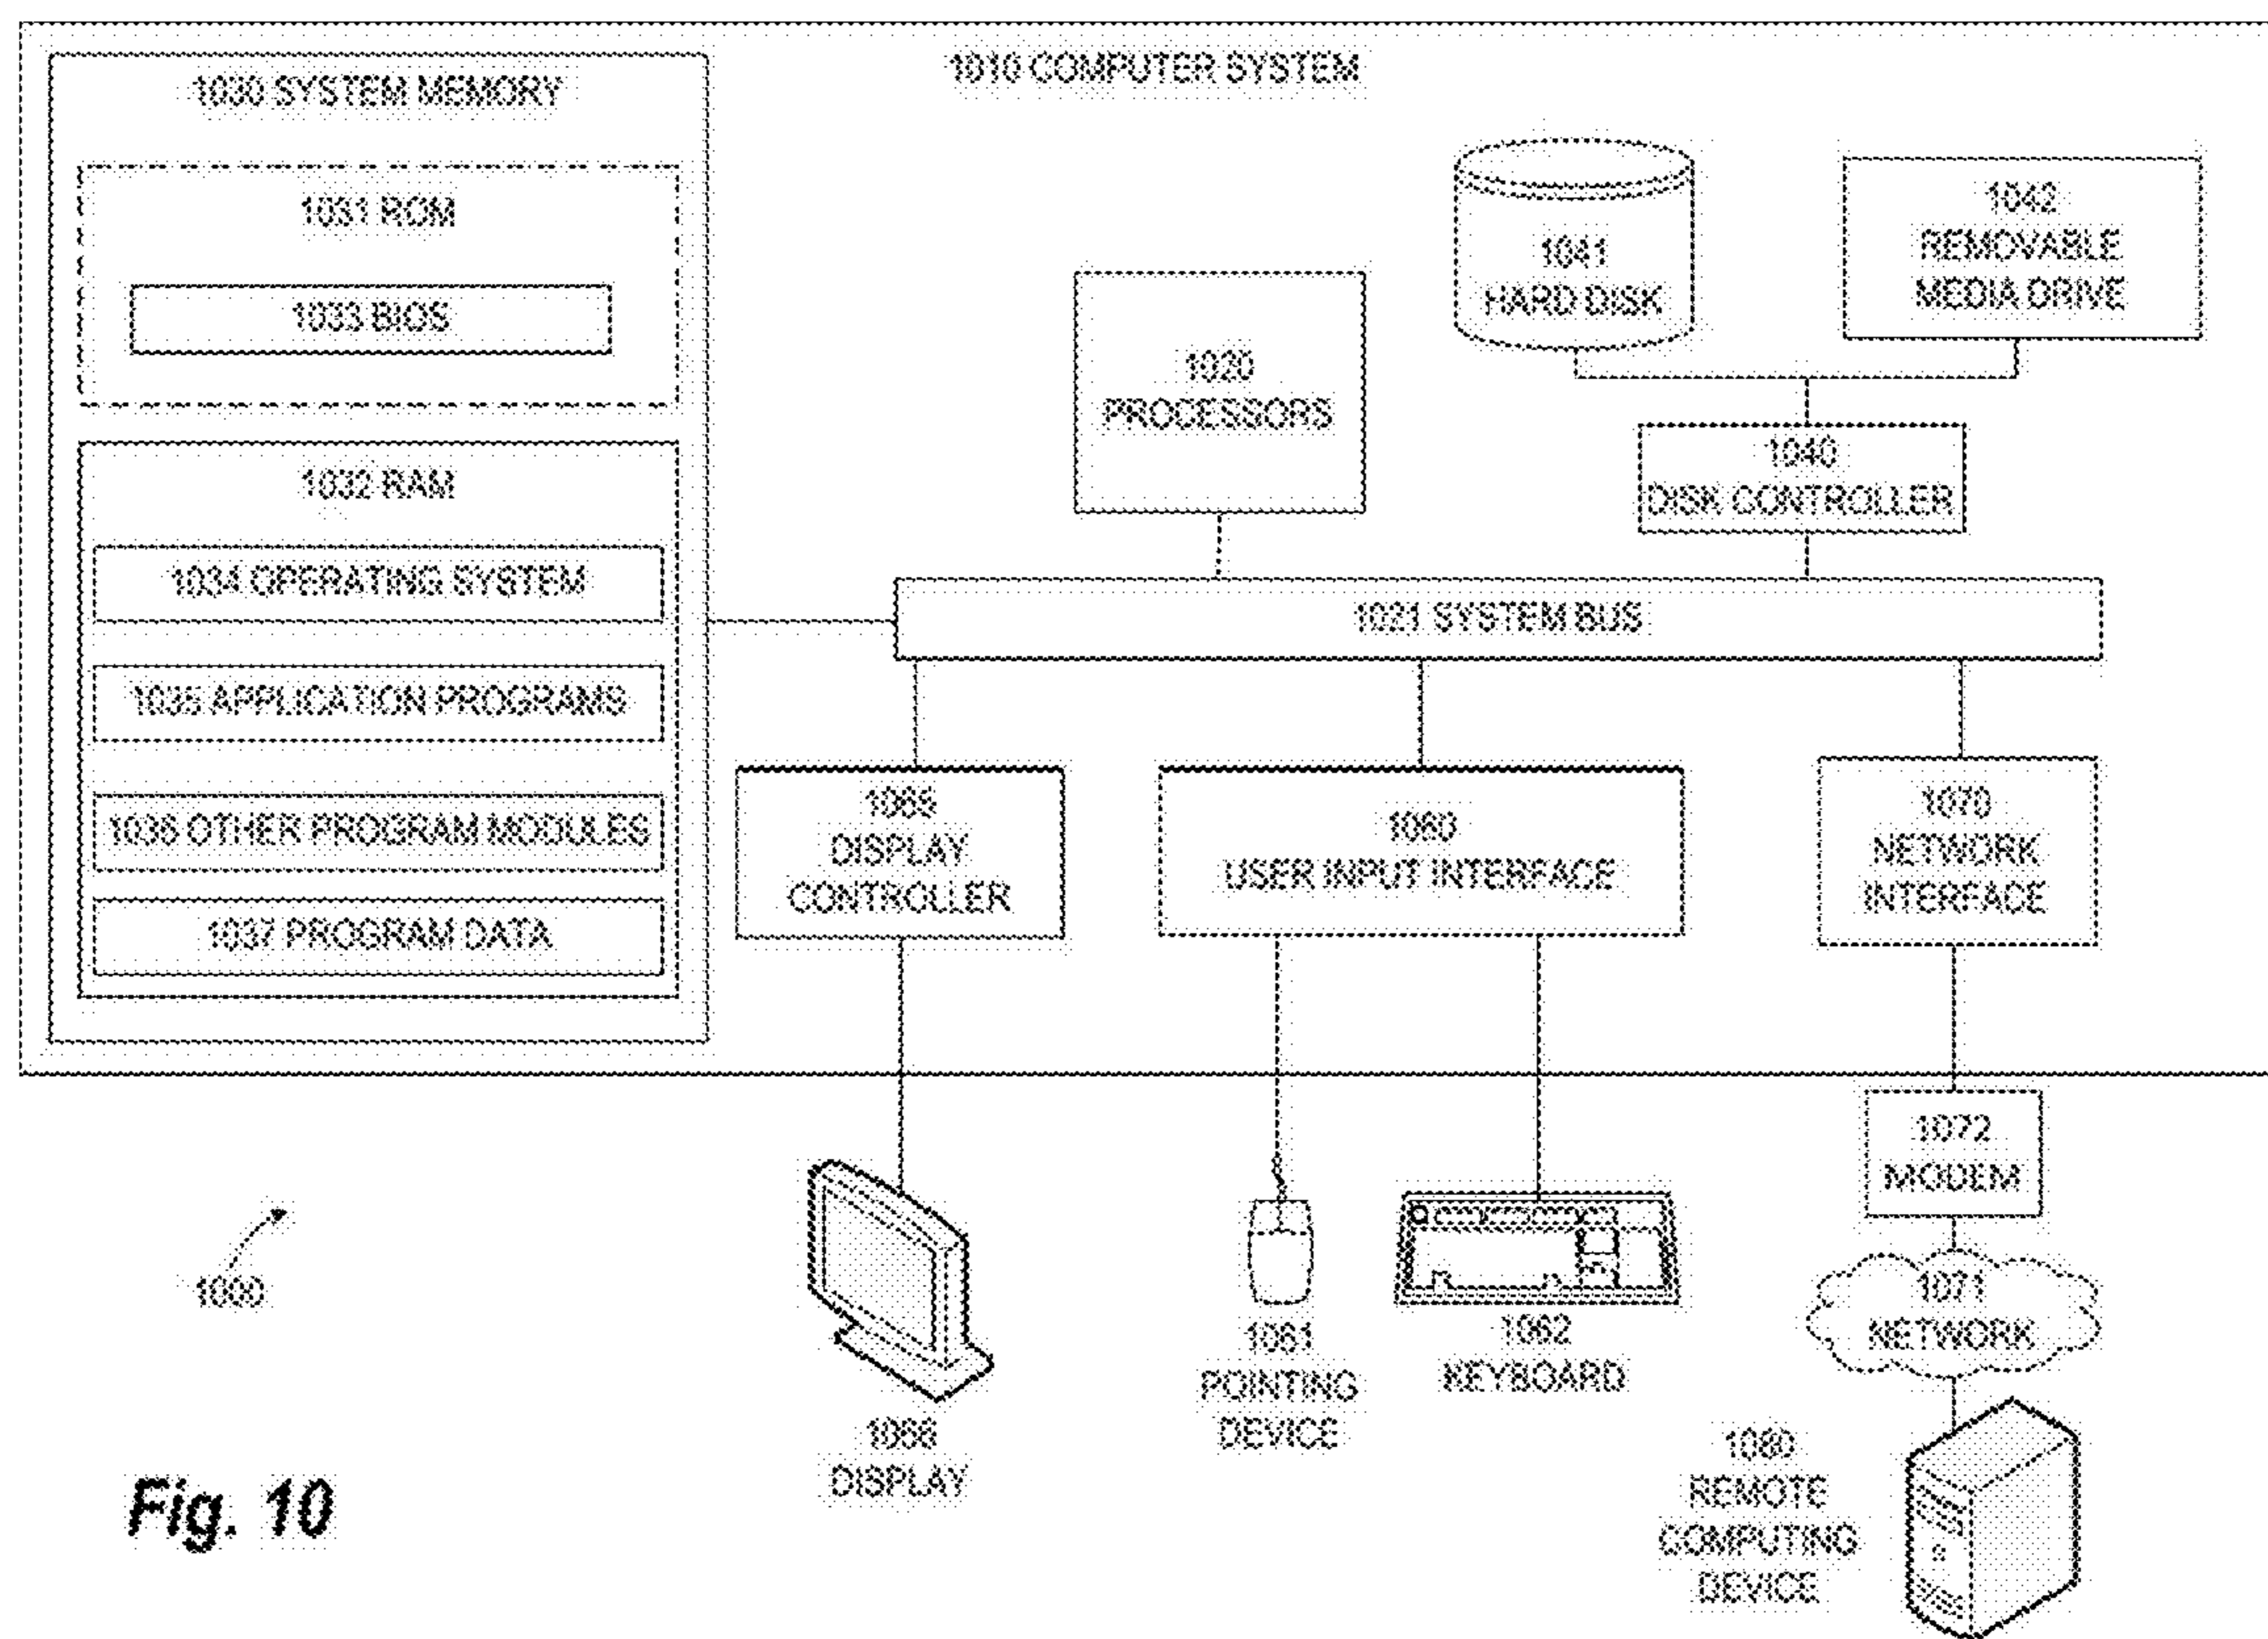 1010 COMPUTER SYSTEM
1030 SYSTEM MEMORY
1031 ROM
1033 BIOS
1032 RAM
1034 OPERATING SYSTEM
1035 APPLICATION PROGRAMS
1036 OTHER PROGRAM MODULES
1037 PROGRAM DATA
1020
PROCESSORS
1041
HARD DISK
1042
REMOVABLE
MEDIA DRIVE
1040
DISK CONTROLLER
1021 SYSTEM BUS
1065
DISPLAY
CONTROLLER
1060
USER INPUT INTERFACE
1070
NETWORK
INTERFACE
1072
MODEM
1071
NETWORK
1000
1066
DISPLAY
1061
POINTING
DEVICE
1062
KEYBOARD
1080
REMOTE
COMPUTING
DEVICE
Fig. 10